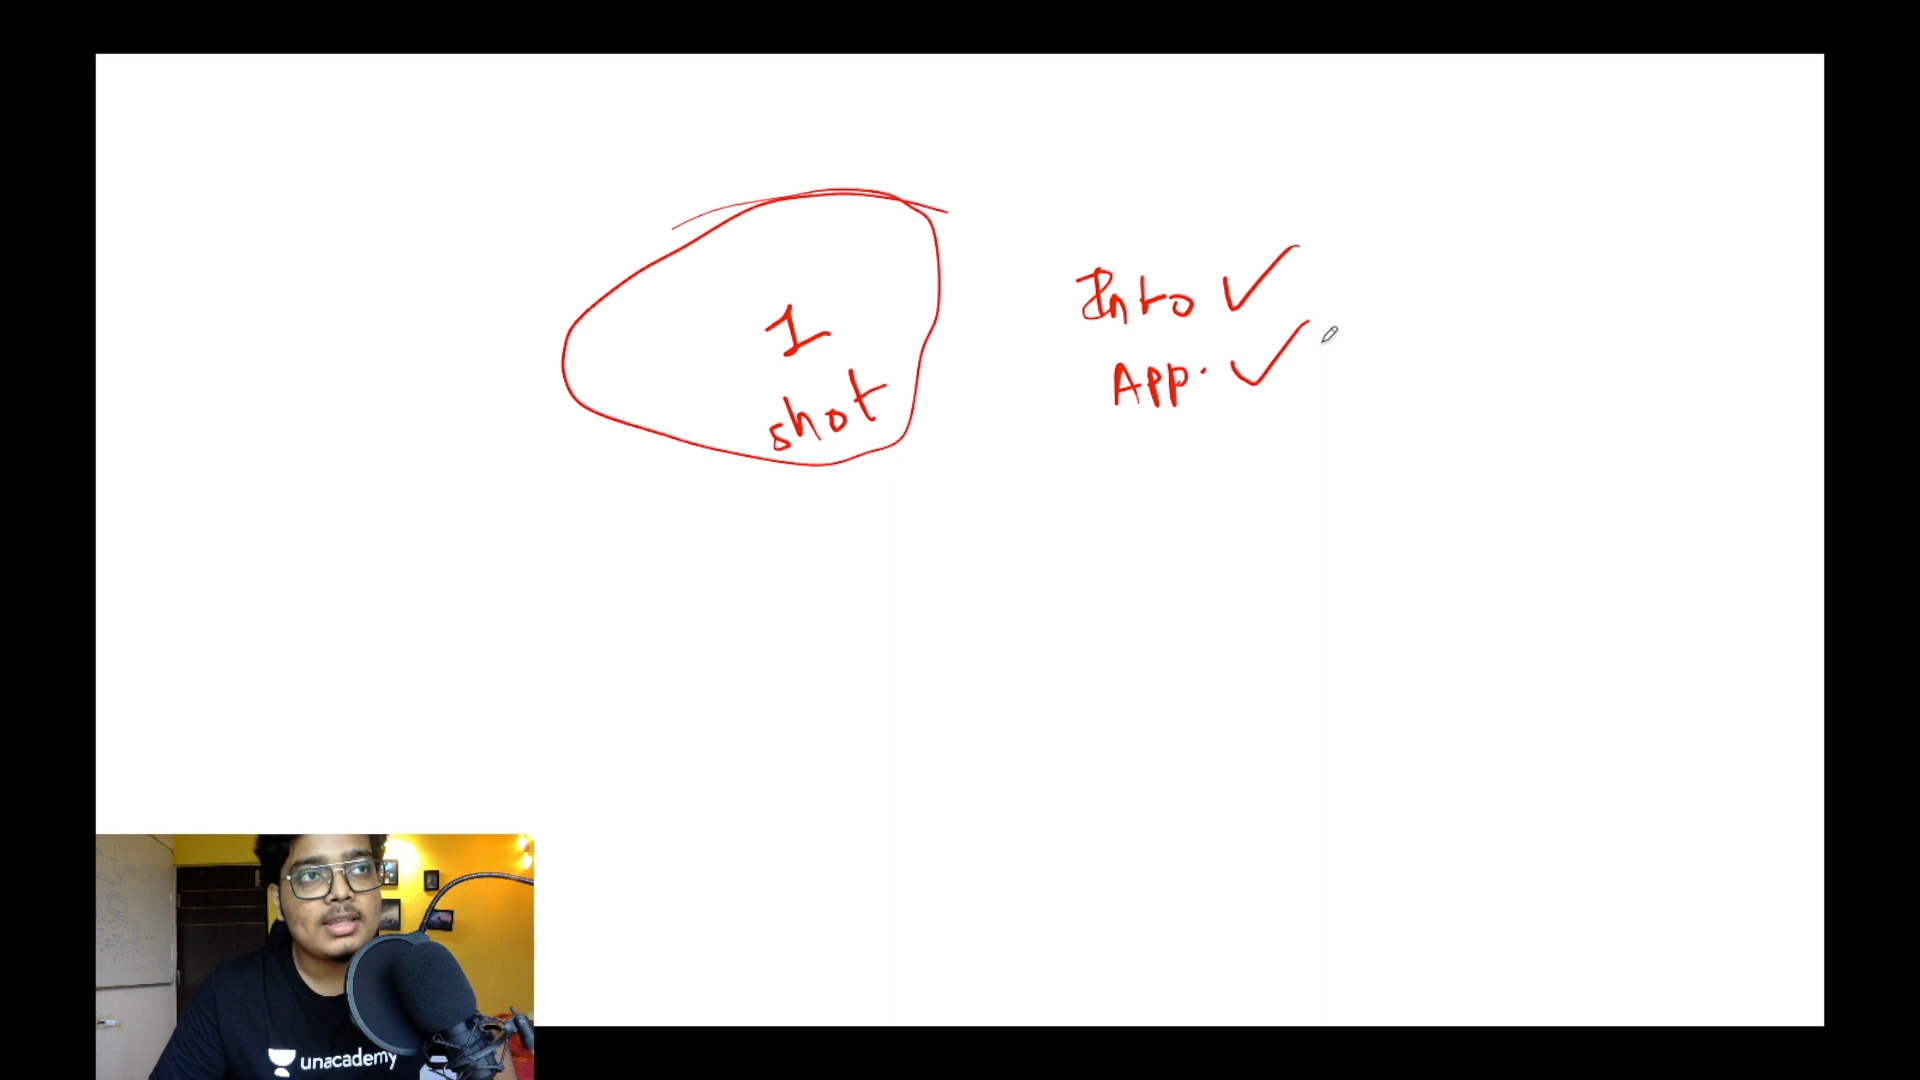 1
shot
Intro ✓
App. ✓
unacademy